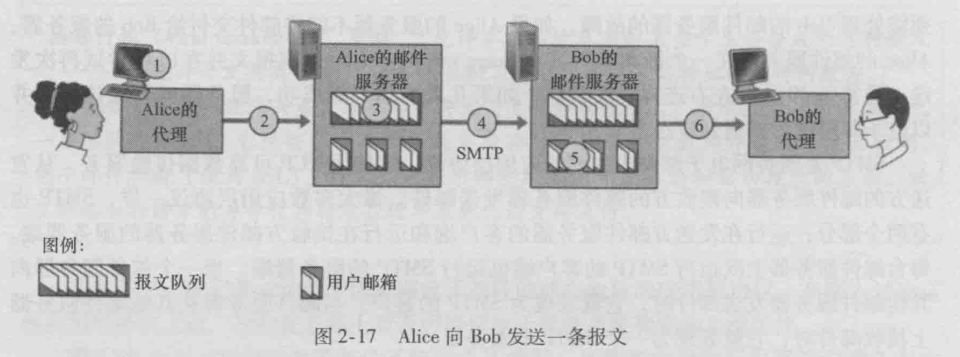 Alice的邮件
服务器
Bob的
邮件服务器
①
Alice的
代理
②
③
④
SMTP
⑤
⑥
Bob的
代理
图例:
报文队列
用户邮箱
图2-17 Alice 向 Bob 发送一条报文